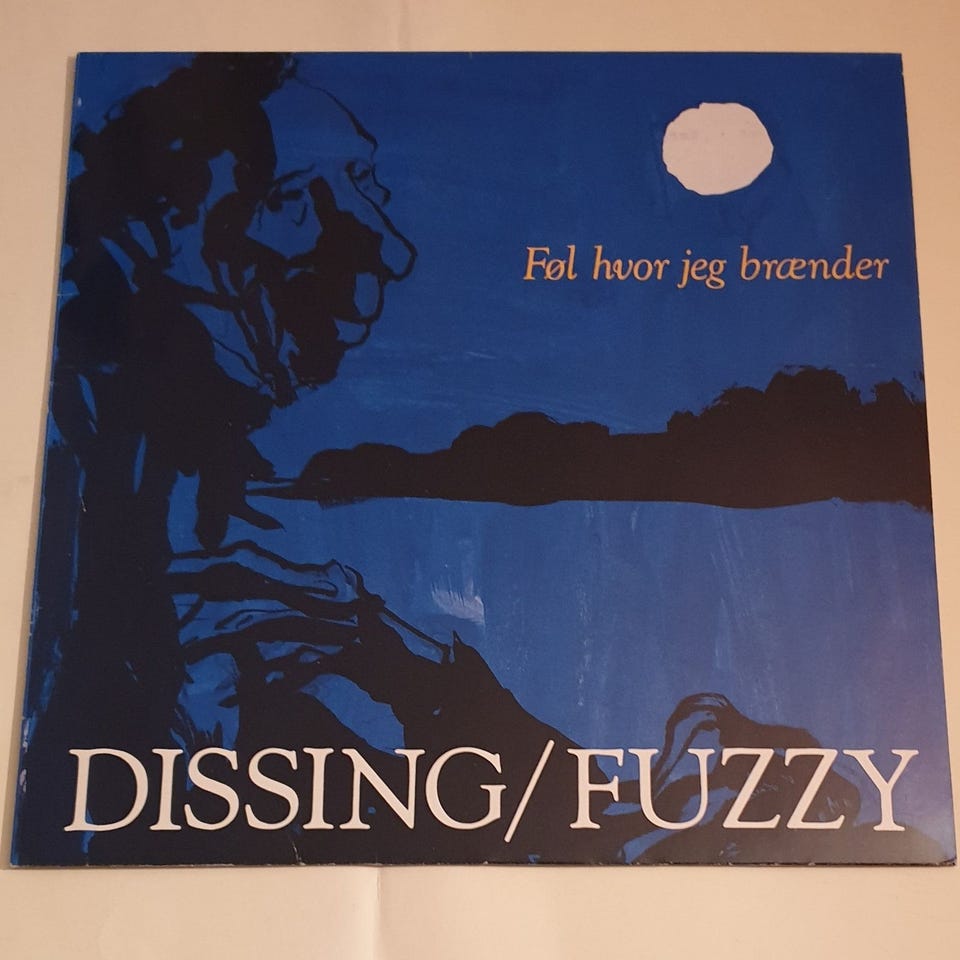 Føl hvor jeg brænder
DISSING/FUZZY